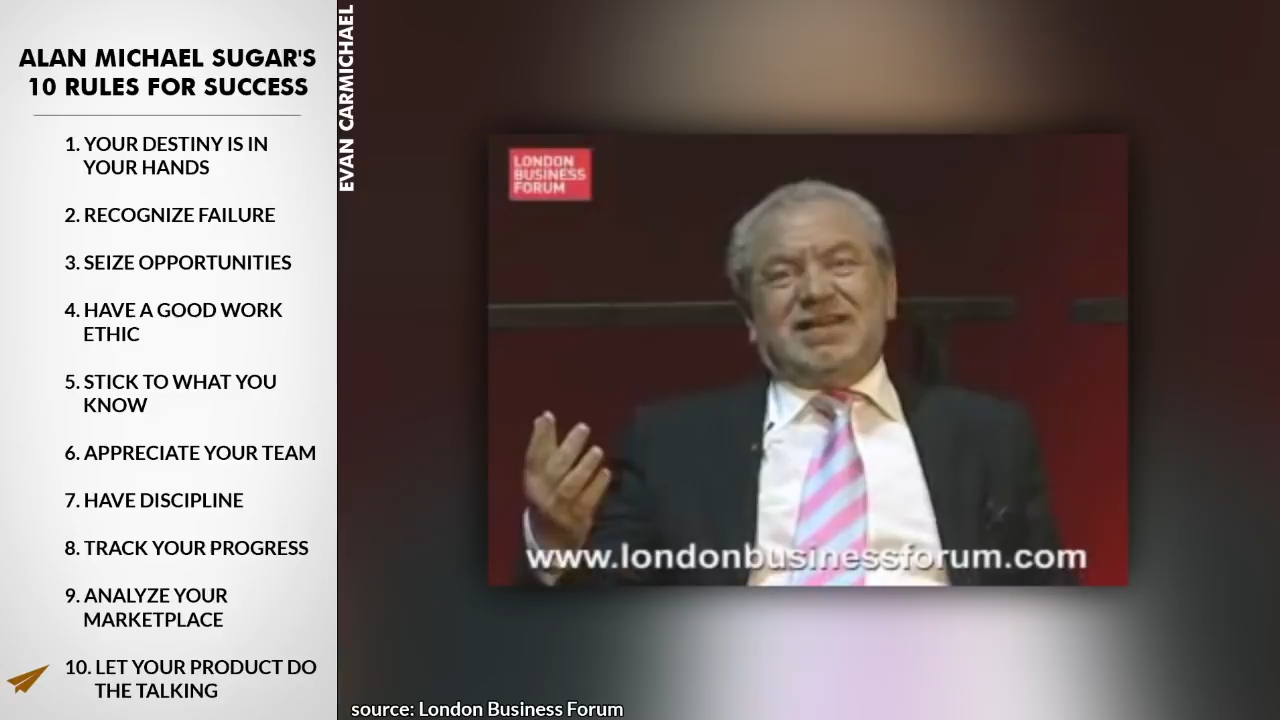 ALAN MICHAEL SUGAR'S
10 RULES FOR SUCCESS
1. YOUR DESTINY IS IN
YOUR HANDS
2. RECOGNIZE FAILURE
3. SEIZE OPPORTUNITIES
4. HAVE A GOOD WORK
ETHIC
5. STICK TO WHAT YOU
KNOW
6. APPRECIATE YOUR TEAM
7. HAVE DISCIPLINE
8. TRACK YOUR PROGRESS
9. ANALYZE YOUR
MARKETPLACE
10. LET YOUR PRODUCT DO
THE TALKING
EVAN CARMICHAEL
LONDON
BUSINESS
FORUM
www.londonbusinessforum.com
source: London Business Forum